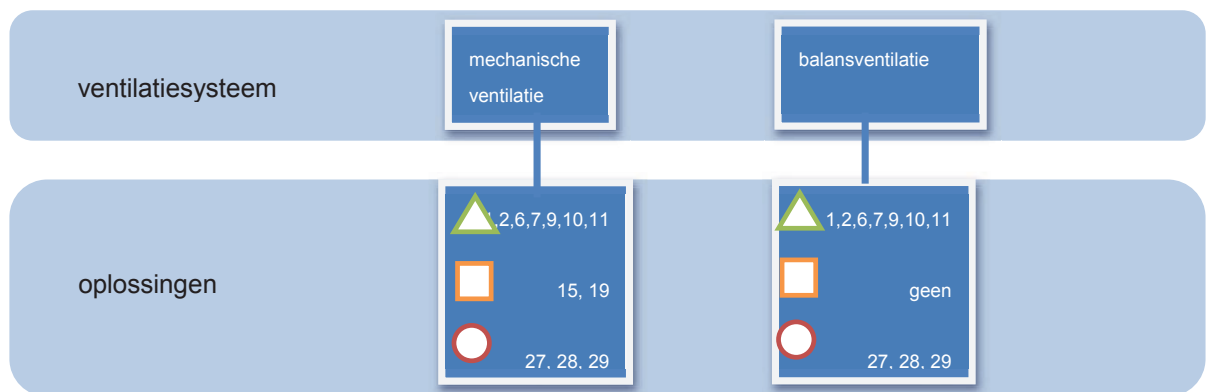 ventilatiesysteem
mechanische
ventilatie
balansventilatie
oplossingen
,2,6,7,9,10,11
15, 19
27, 28, 29
1,2,6,7,9,10,11
geen
27, 28, 29